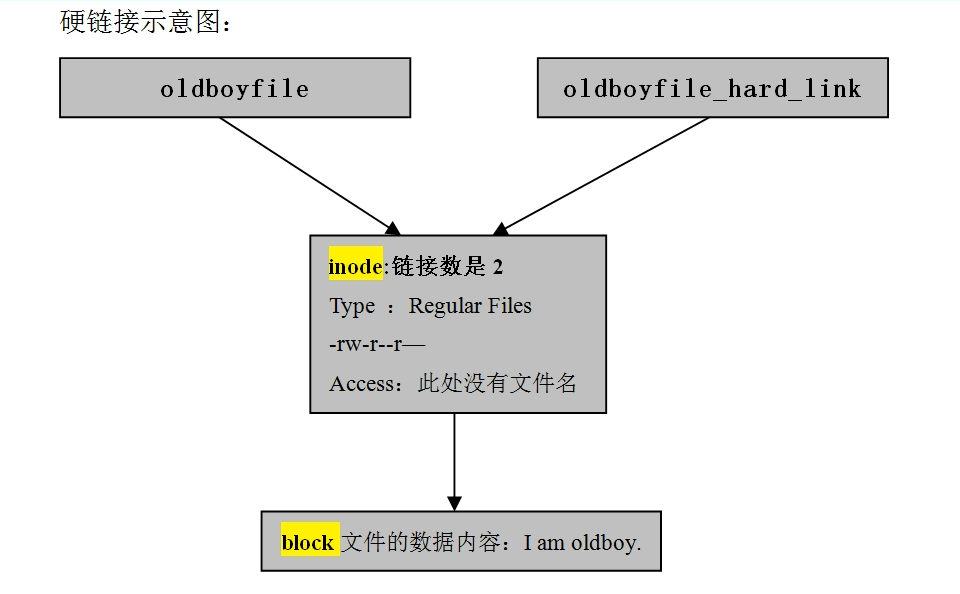 硬链接示意图：
oldboyfile
oldboyfile_hard_link
inode:链接数是 2
Type ：Regular Files
-rw-r--r—
Access：此处没有文件名
block 文件的数据内容：I am oldboy.